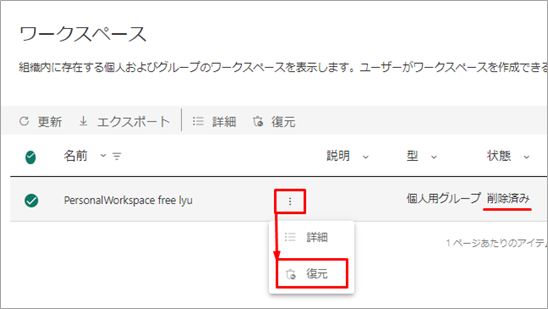 ワークスペース
組織内に存在する個人およびグループのワークスペースを表示します。ユーザーがワークスペースを作成できる
更新 エクスポート 詳細 復元
名前 説明 型 状態
PersonalWorkspace free lyu 個人用グループ 削除済み
詳細
1 ページあたりのアイテム
復元